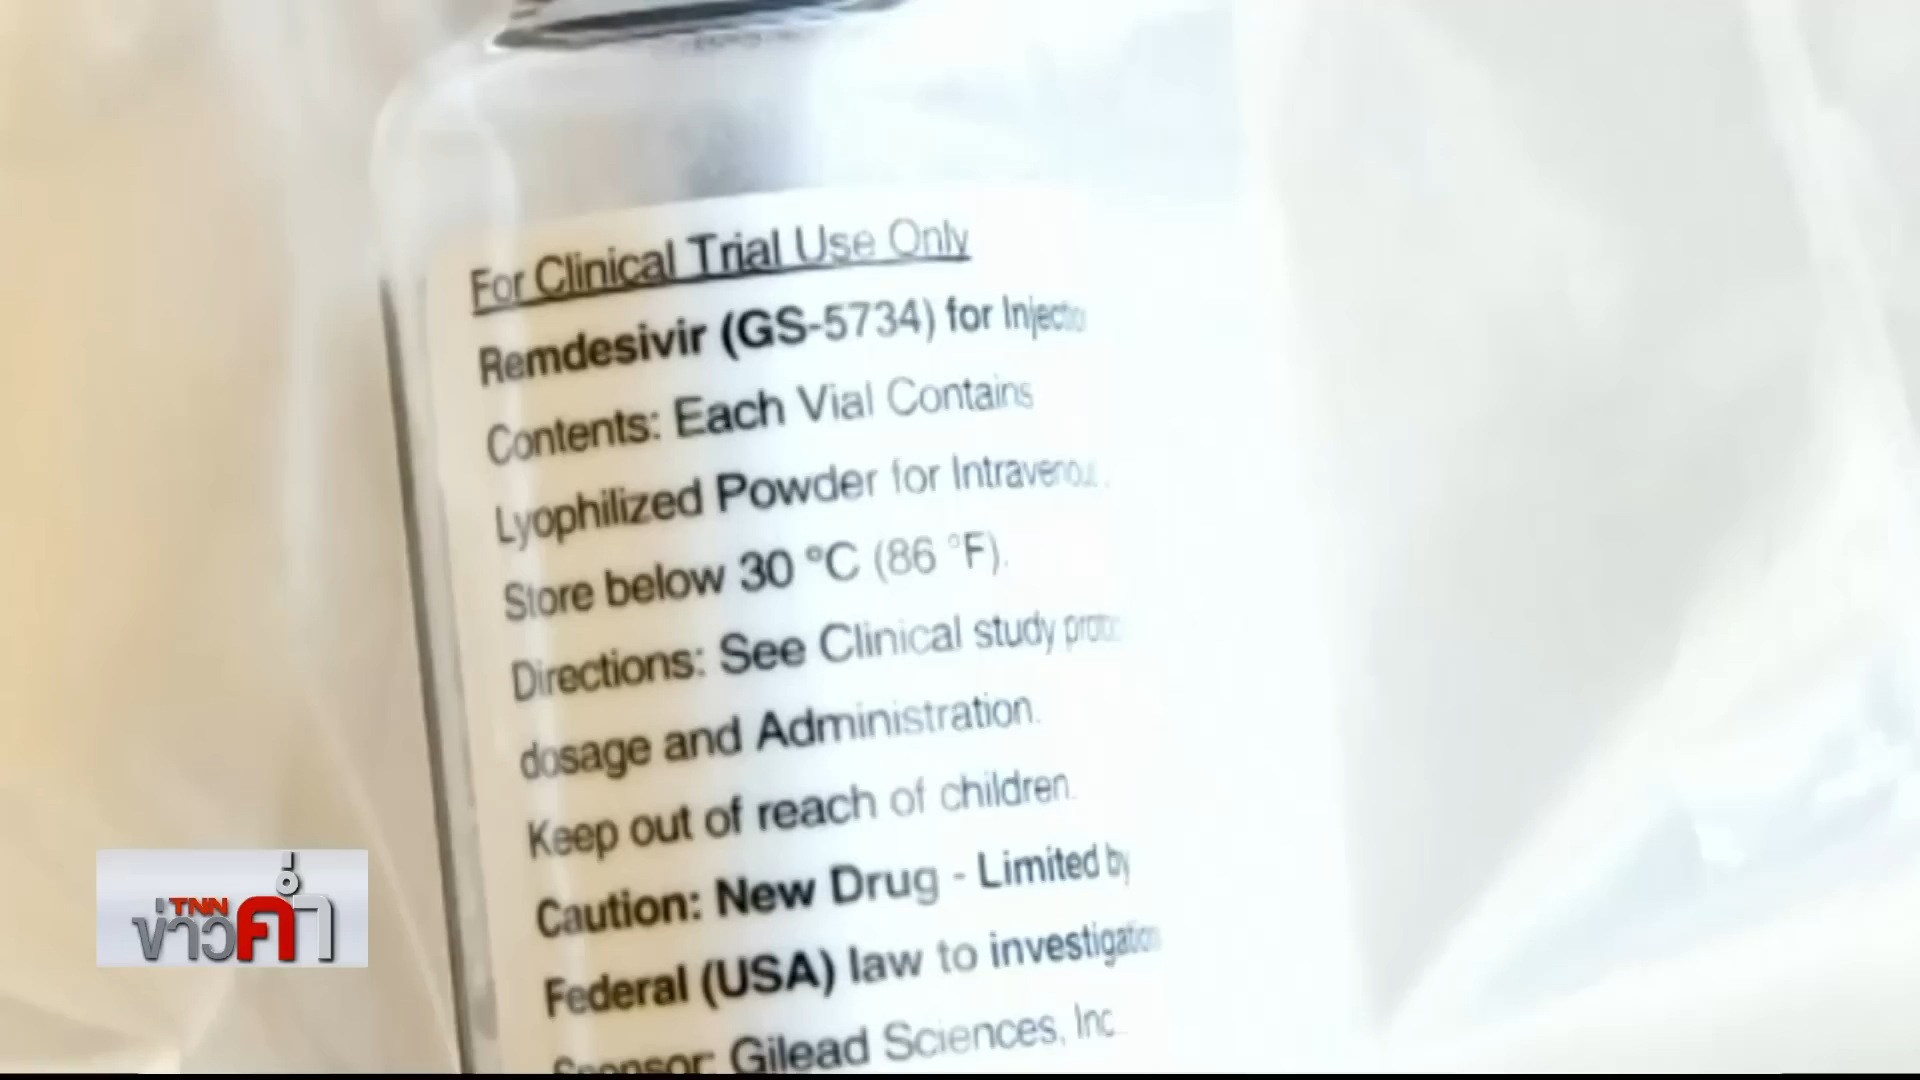 For Clinical Trial Use Only
Remdesivir (GS-5734) for
Contents: Each Vial Contains
Lyophilized Powder for
Store below 30 °C (86 °F).
Directions: See Clinical study
dosage and Administration.
Keep out of reach of children.
Caution: New Drug - Limited by
Federal (USA) law to
Sponsor: Gilead Sciences, Inc.
TNN
ข่าวค่ำ